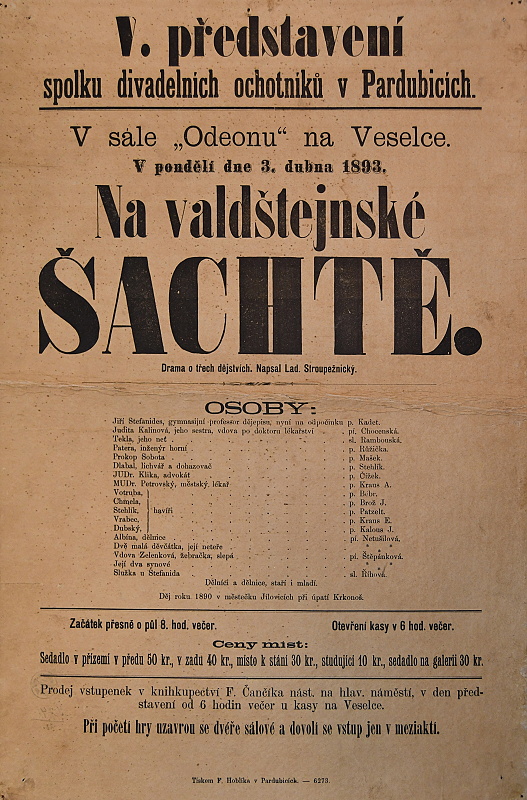 V. představení
spolku divadelních ochotníků v Pardubicích.
V sále „Odeonu“ na Veselce.
V pondělí dne 3. dubna 1893.
Na valdštejnské
ŠACHTĚ.
Drama o třech dějstvích. Napsal Lad. Stroupežnický.
OSOBY:
Jiří Stefanides, gymnasijní professor dějepisu, nyní na odpočinku p. Kadet.
Judita Kalinová, jeho sestra, vdova po doktoru lékařství . . pí. Chocenská.
Tekla, jeho neť . . . sl. Rambouská.
Patera, inženýr horní . . . p. Růžička.
Prokop Sobota . . . p. Mašek.
Dlabal, lichvář a dohazovač . . . p. Stehlík.
JUDr. Klika, advokát . . . p. Čížek.
MUDr. Petrovský, městský lékař . . . p. Kraus A.
Votruba, . . . p. Bébr.
Chmela, . . . p. Brož J.
Stehlík, havíři . . . p. Patzelt.
Vrabec, . . . p. Kraus E.
Dubský, . . . p. Kalous J.
Albína, dělnice . . . pí. Netušilová.
Dvě malá děvčátka, její neteře
Vdova Zelenková, žebračka, slepá . . . pí. Štěpánková.
Její dva synové
Služka u Stefanida . . . sl. Říhová.
Dělníci a dělnice, staří i mladí.
Děj roku 1890 v městečku Jilovicích při úpatí Krkonoš.
Začátek přesně o půl 8. hod. večer. Otevření kasy v 6 hod. večer.
Ceny míst:
Sedadlo v přízemí v předu 50 kr., v zadu 40 kr., místo k stání 30 kr., studující 10 kr., sedadlo na galerii 30 kr.
Prodej vstupenek v knihkupectví F. Čančíka nást. na hlav. náměstí, v den před-
stavení od 6 hodin večer u kasy na Veselce.
Při početí hry uzavrou se dvéře sálové a dovolí se vstup jen v meziaktí.
Tiskem F. Hoblíka v Pardubicích. — 6273.